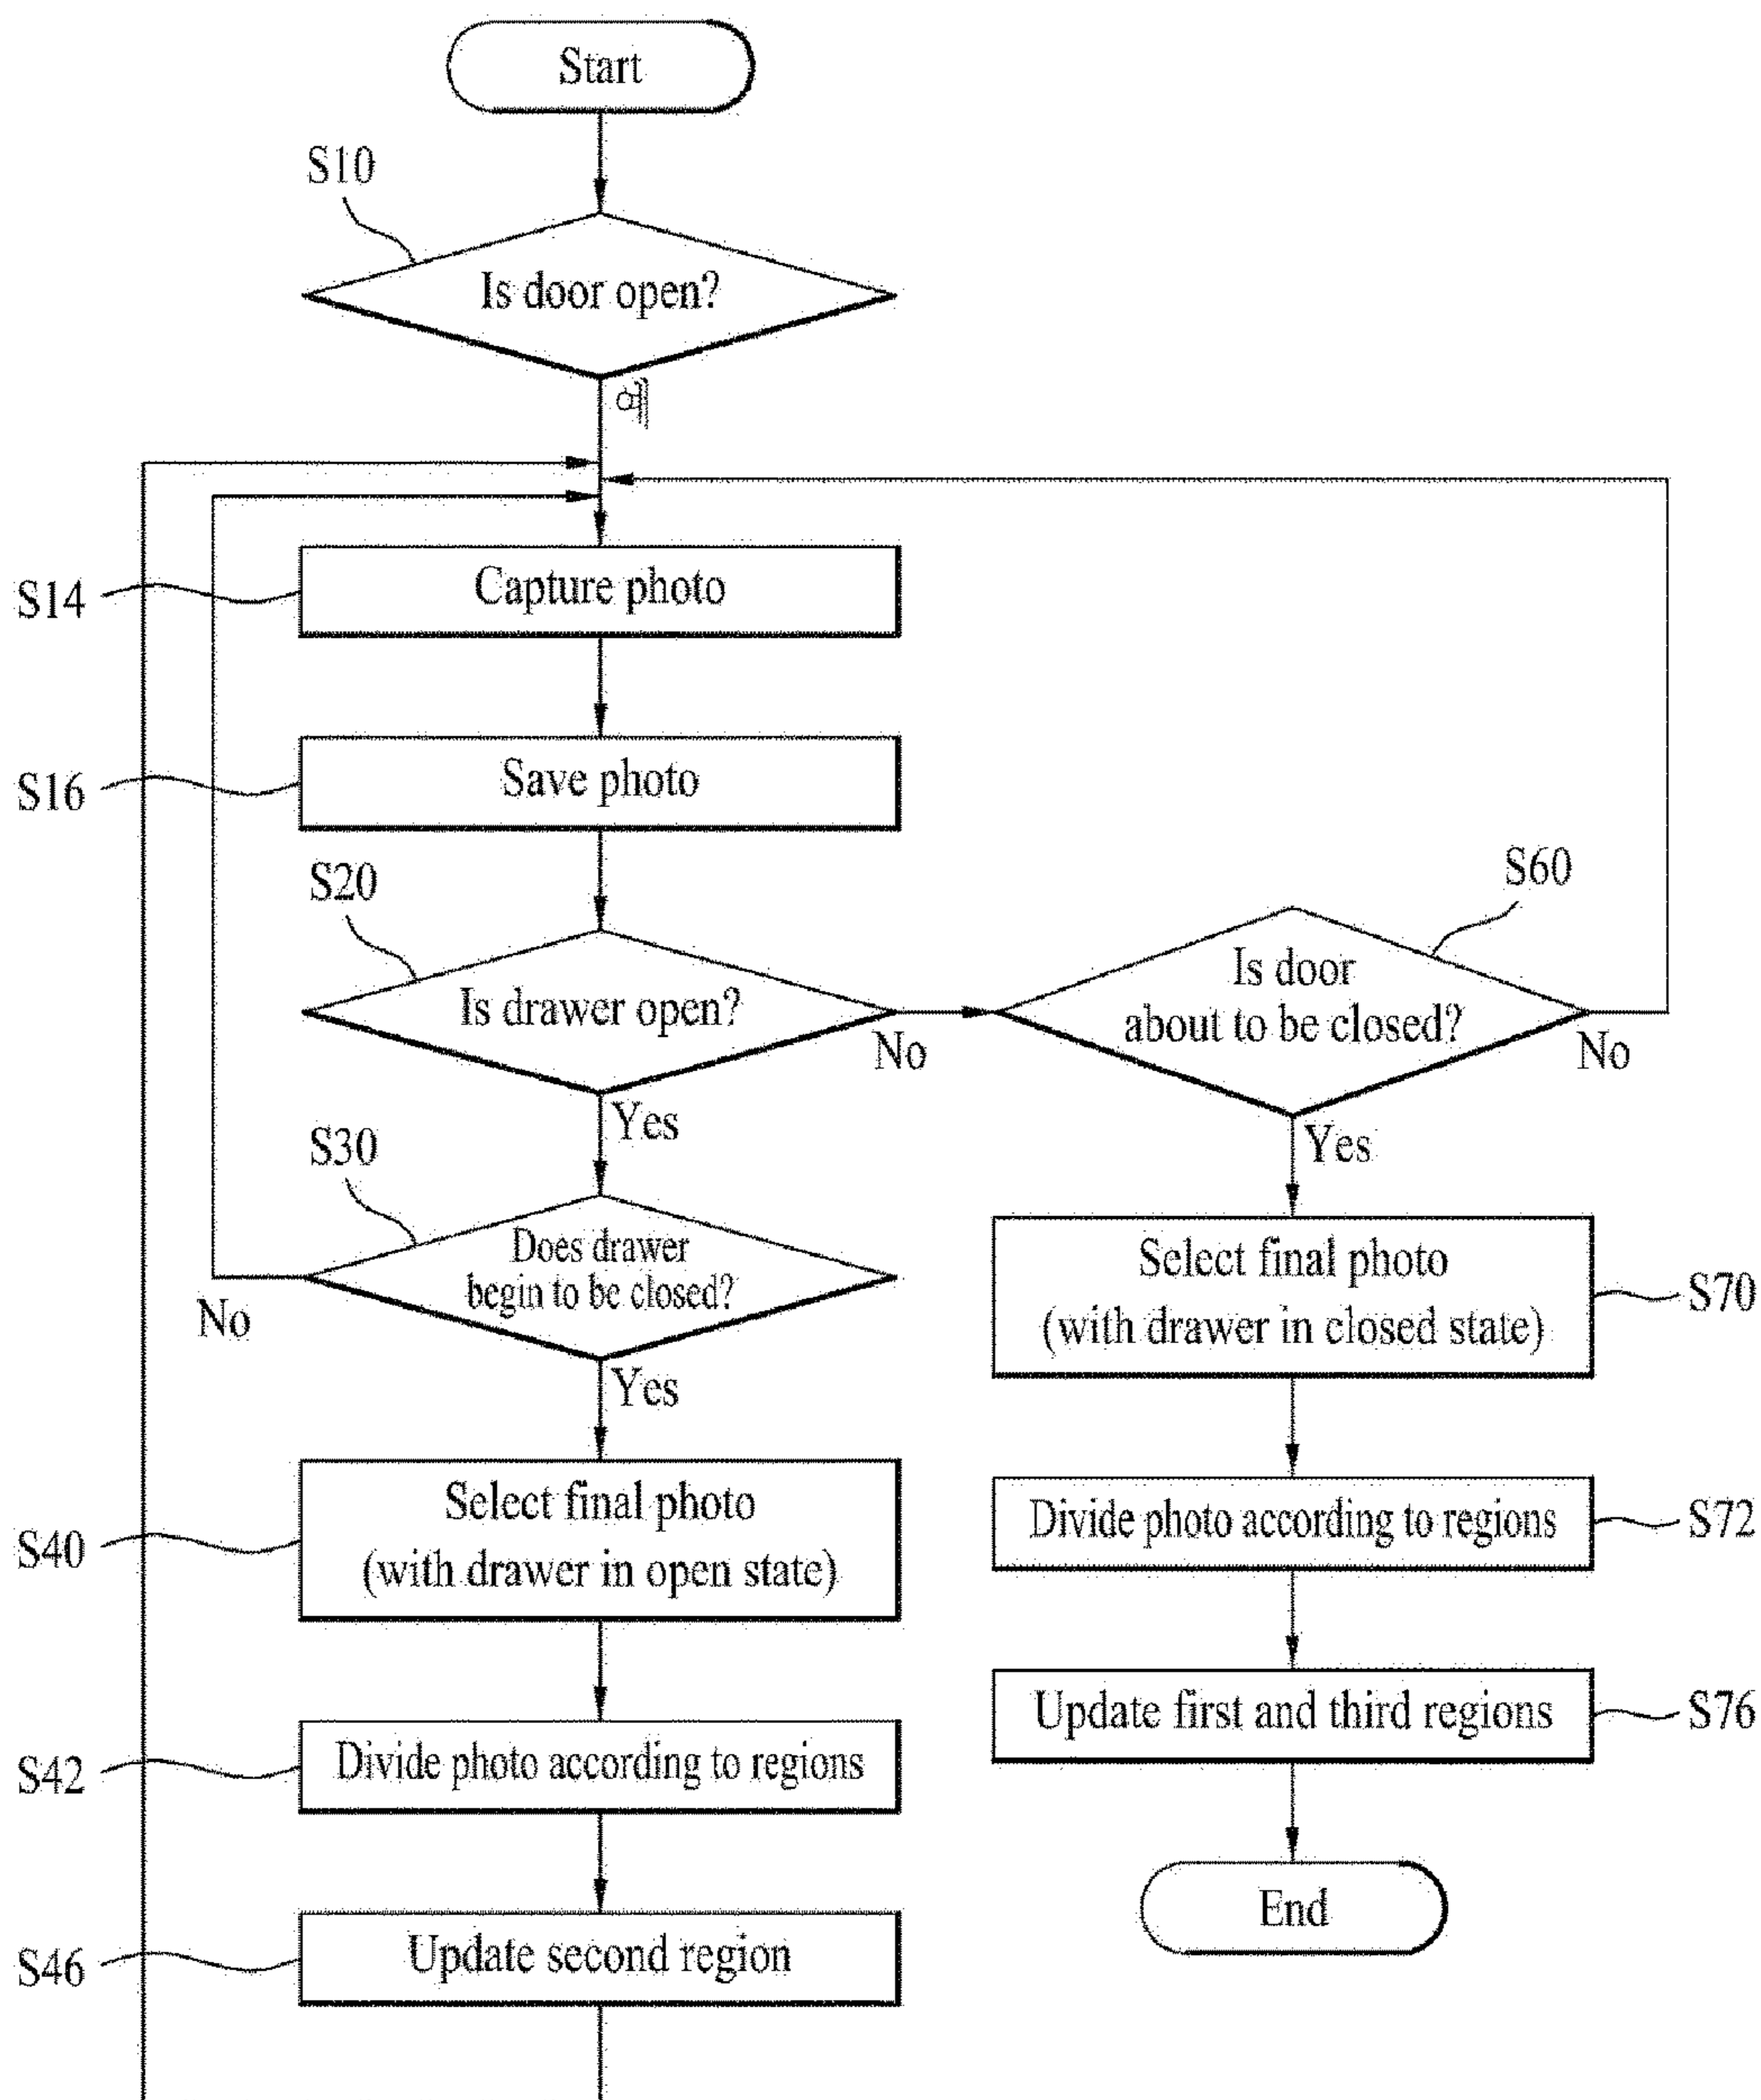 Start
S10
Is door open?
예
S14
Capture photo
S16
Save photo
S20
Is drawer open?
No
S60
Is door
about to be closed?
No
Yes
S30
Does drawer
begin to be closed?
No
Yes
Yes
Select final photo
(with drawer in closed state)
S70
S40
Select final photo
(with drawer in open state)
Divide photo according to regions
S72
S42
Divide photo according to regions
Update first and third regions
S76
S46
Update second region
End